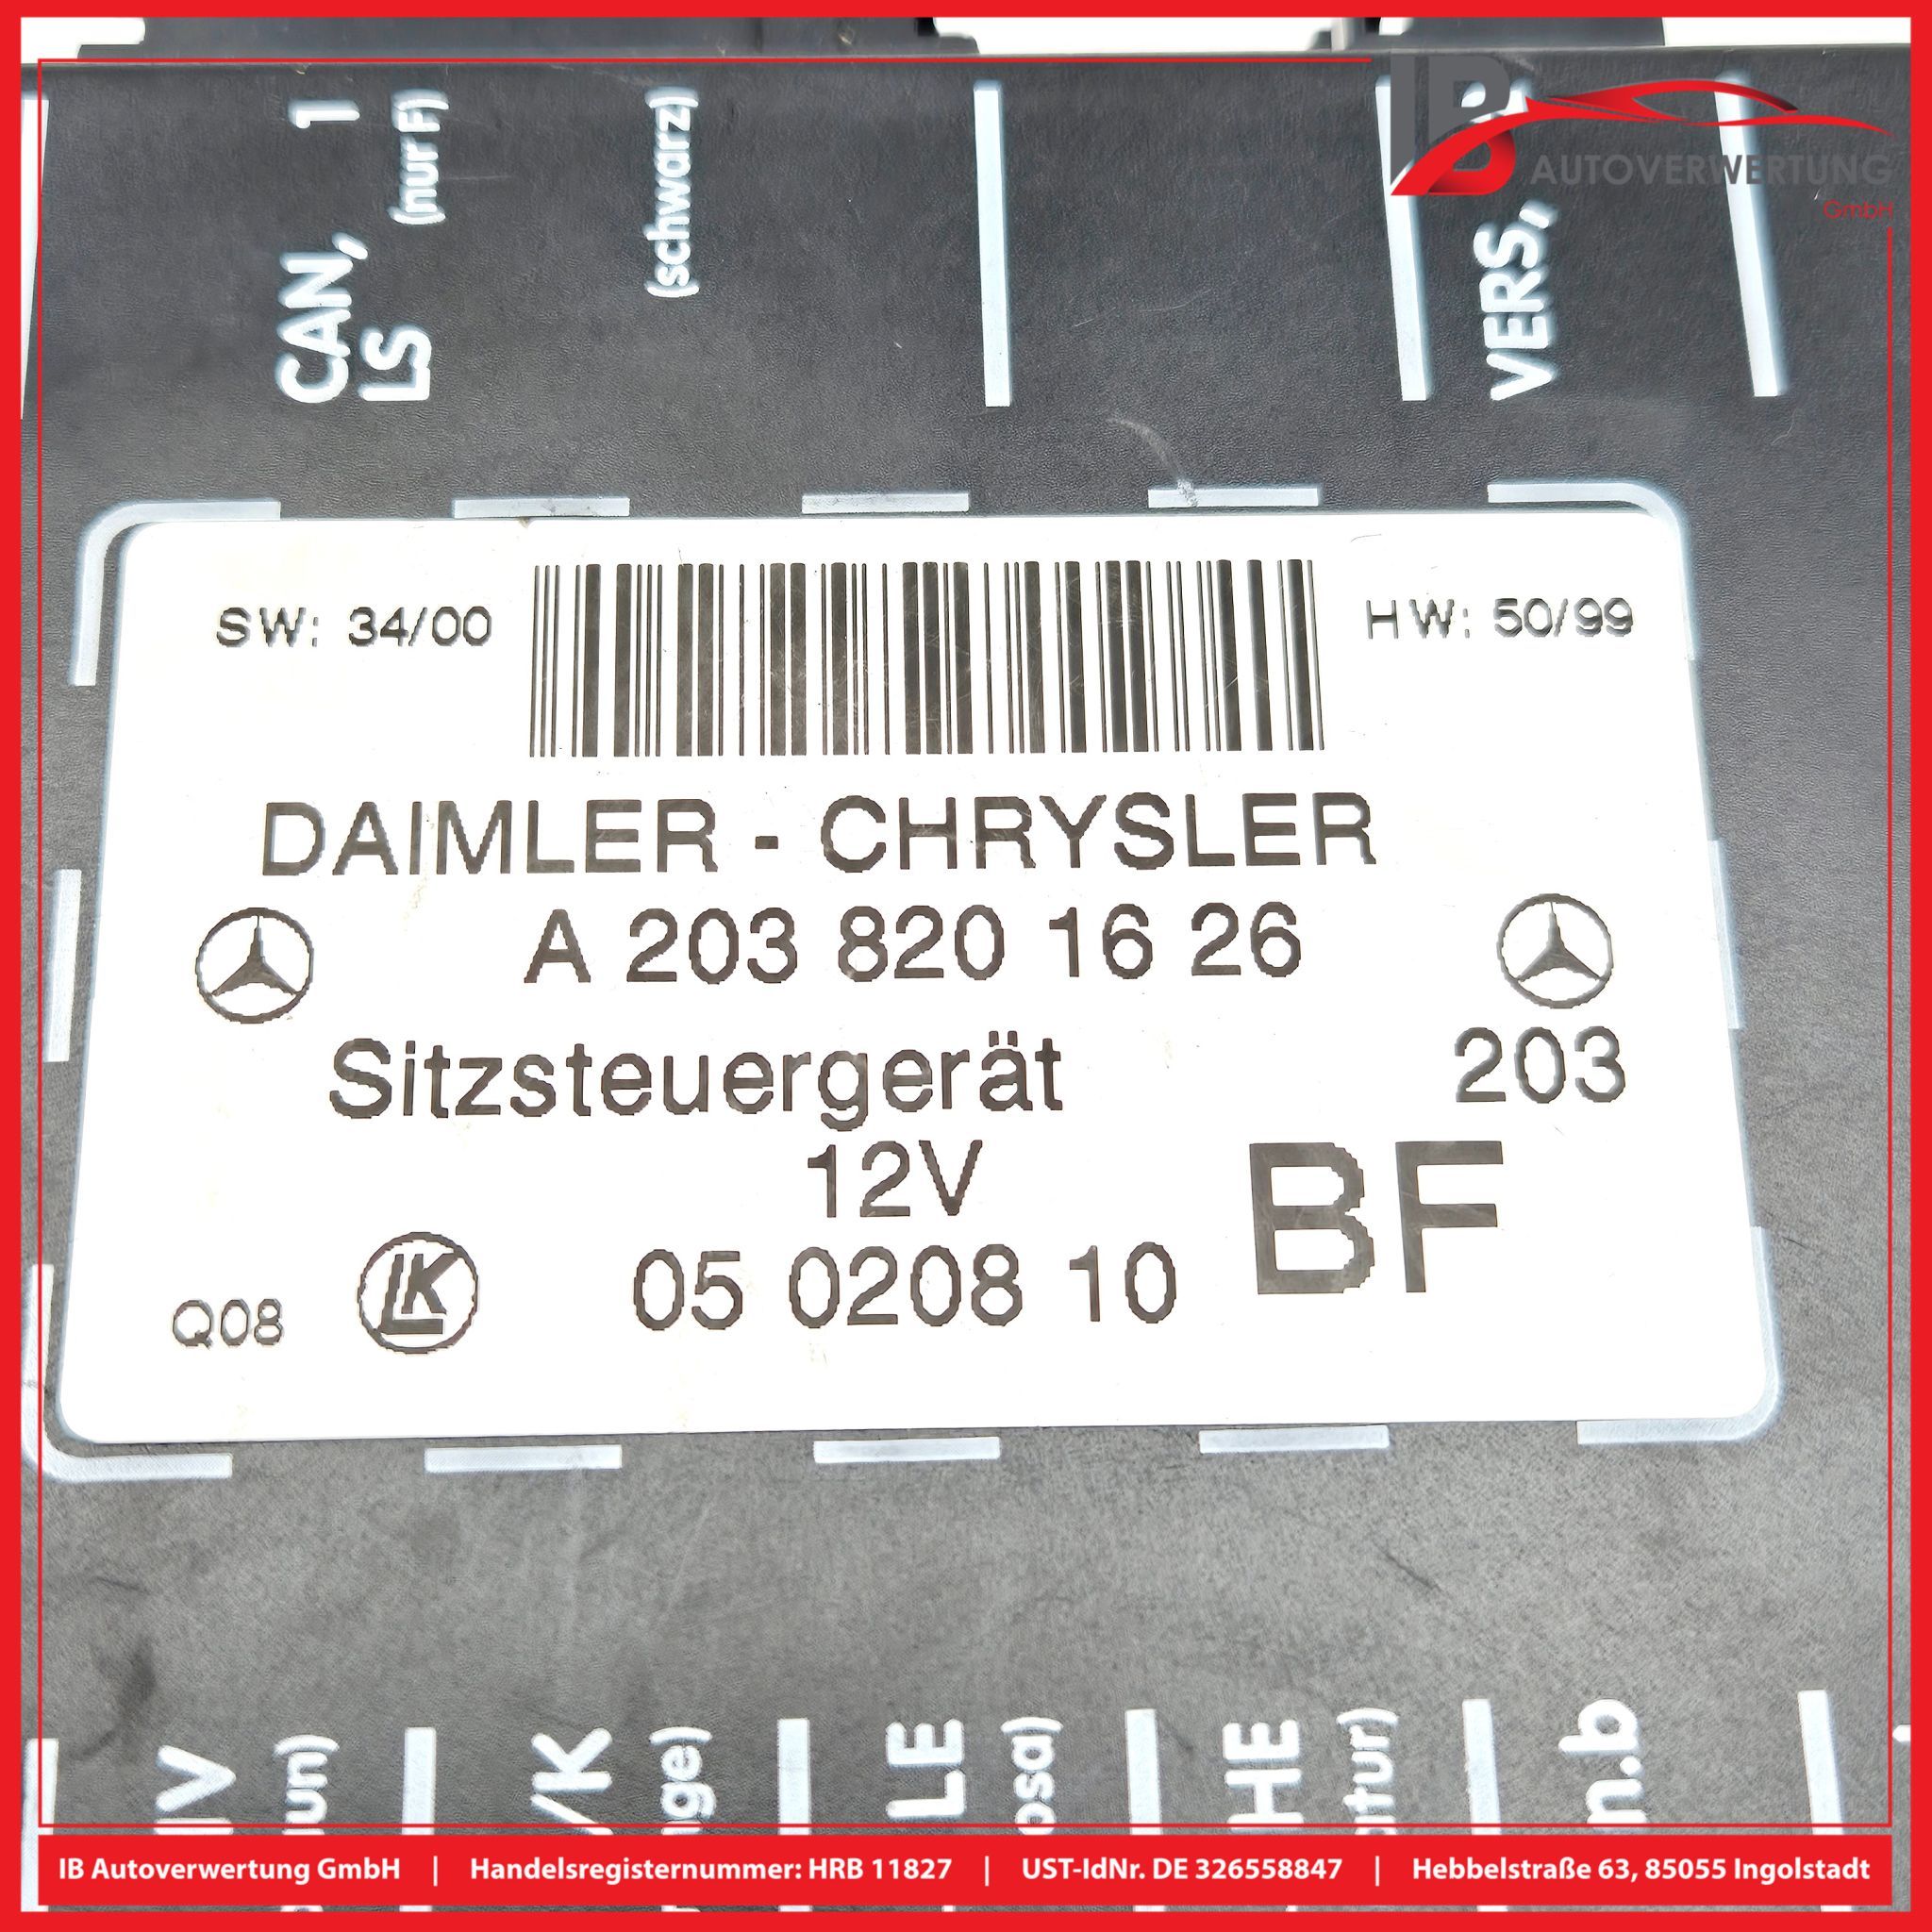 IB
AUTOVERWERTUNG
GmbH
CAN, 1
LS (nur F)
(schwarz)
VERS,
SW: 34/00
HW: 50/99
DAIMLER - CHRYSLER
A 203 820 16 26
Sitzsteuergerät
203
12V
BF
Q08
LK
05 0208 10
/K
LE
HE
n.b
IB Autoverwertung GmbH | Handelsregisternummer: HRB 11827 | UST-IdNr. DE 326558847 | Hebbelstraße 63, 85055 Ingolstadt